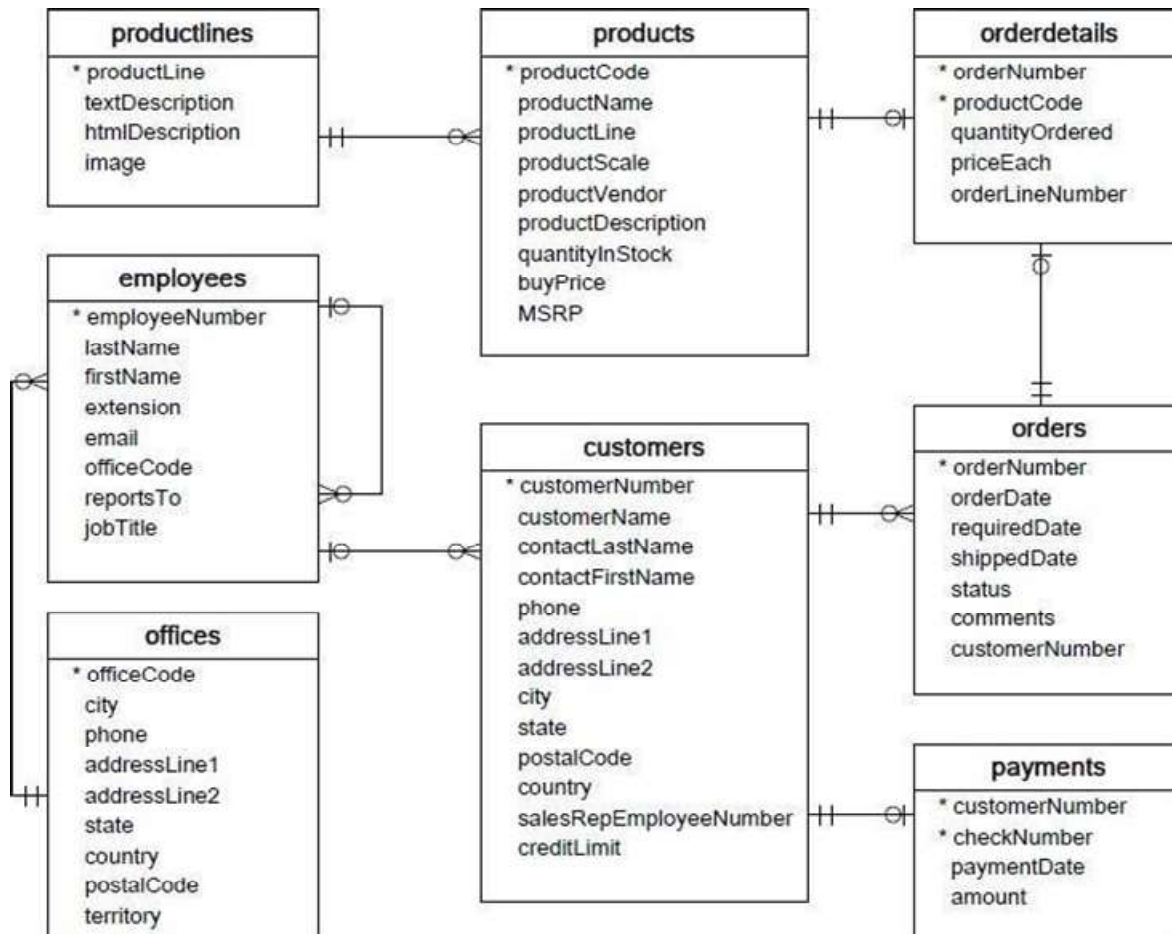 productlines
* productLine
textDescription
htmlDescription
image
products
* productCode
productName
productLine
productScale
productVendor
productDescription
quantityInStock
buyPrice
MSRP
orderdetails
* orderNumber
* productCode
quantityOrdered
priceEach
orderLineNumber
employees
* employeeNumber
lastName
firstName
extension
email
officeCode
reportsTo
jobTitle
customers
* customerNumber
customerName
contactLastName
contactFirstName
phone
addressLine1
addressLine2
city
state
postalCode
country
salesRepEmployeeNumber
creditLimit
orders
* orderNumber
orderDate
requiredDate
shippedDate
status
comments
customerNumber
offices
* officeCode
city
phone
addressLine1
addressLine2
state
country
postalCode
territory
payments
* customerNumber
* checkNumber
paymentDate
amount